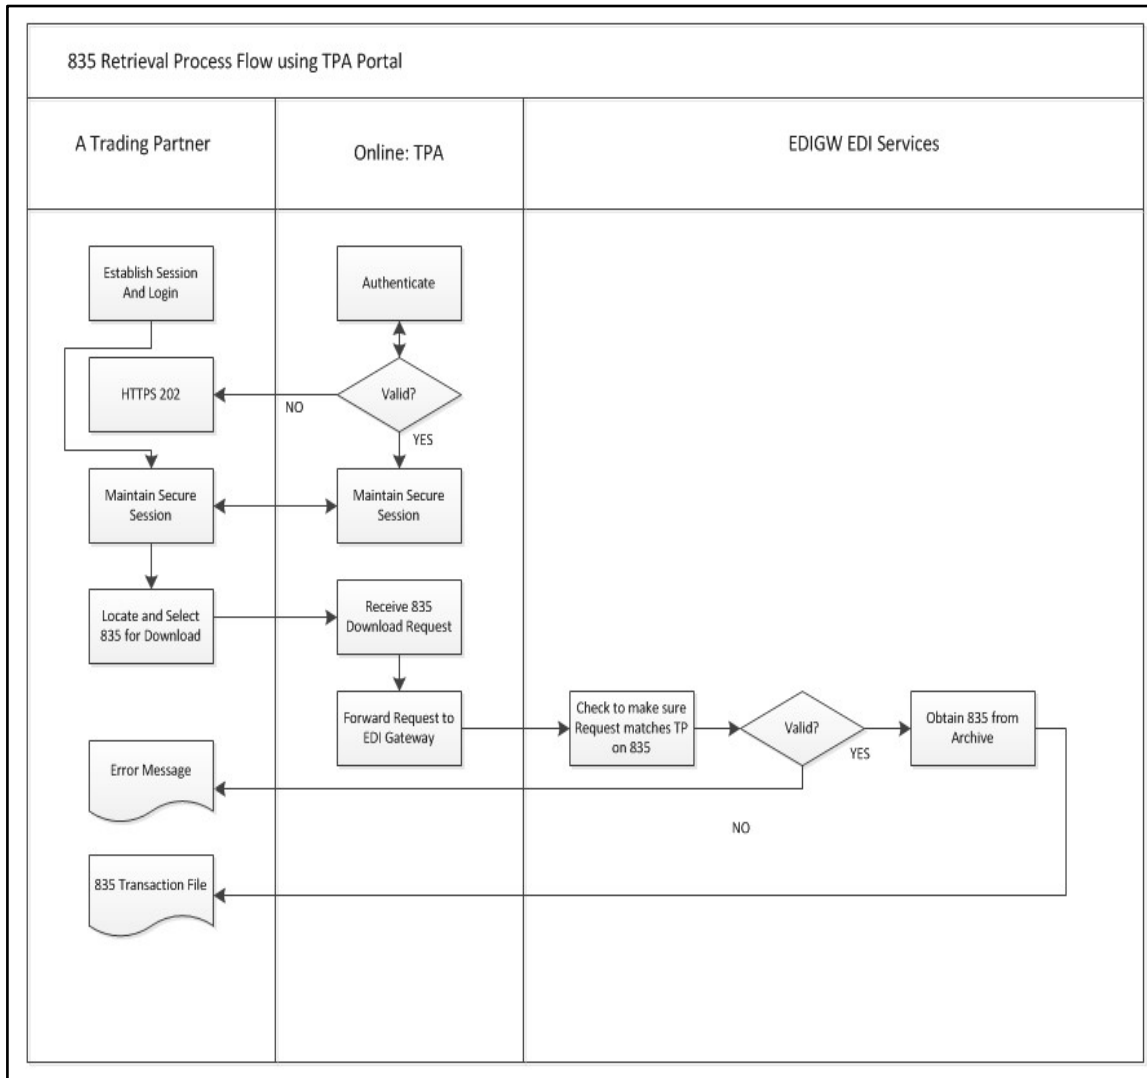 835 Retrieval Process Flow using TPA Portal
A Trading Partner
Online: TPA
EDIGW EDI Services
Establish Session
And Login
Authenticate
HTTPS 202
NO
Valid?
YES
Maintain Secure
Session
Maintain Secure
Session
Locate and Select
835 for Download
Receive 835
Download Request
Forward Request to
EDI Gateway
Check to make sure
Request matches TP
on 835
Valid?
YES
Obtain 835 from
Archive
Error Message
NO
835 Transaction File